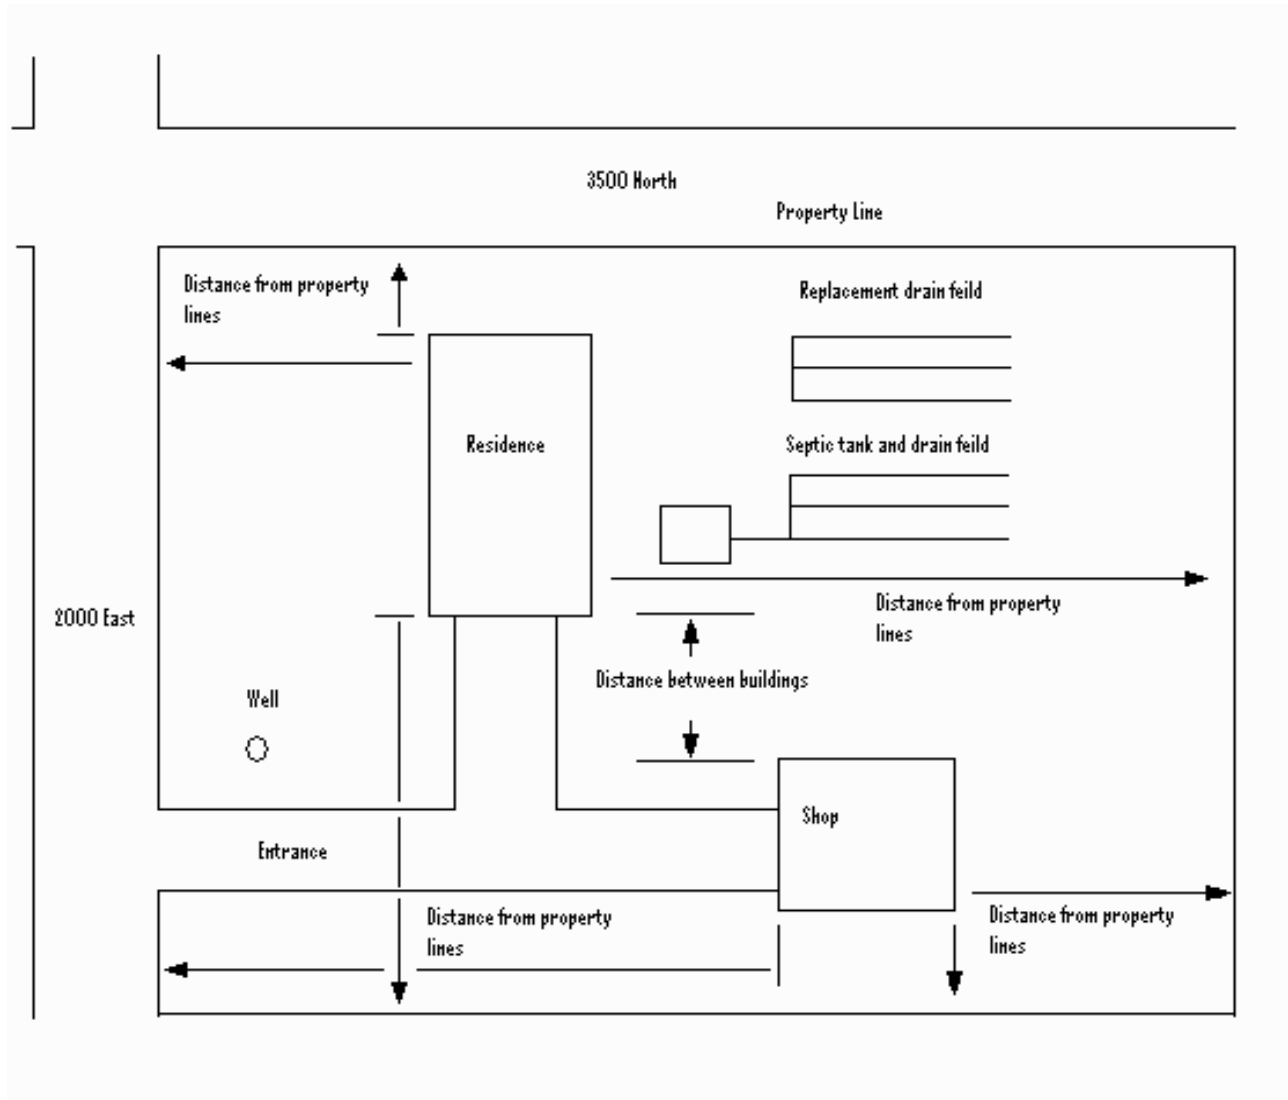 3500 North
Property Line
Distance from property
lines
Replacement drain feild
Residence
Septic tank and drain feild
2000 East
Distance from property
lines
Distance between buildings
Well
Shop
Entrance
Distance from property
lines
Distance from property
lines